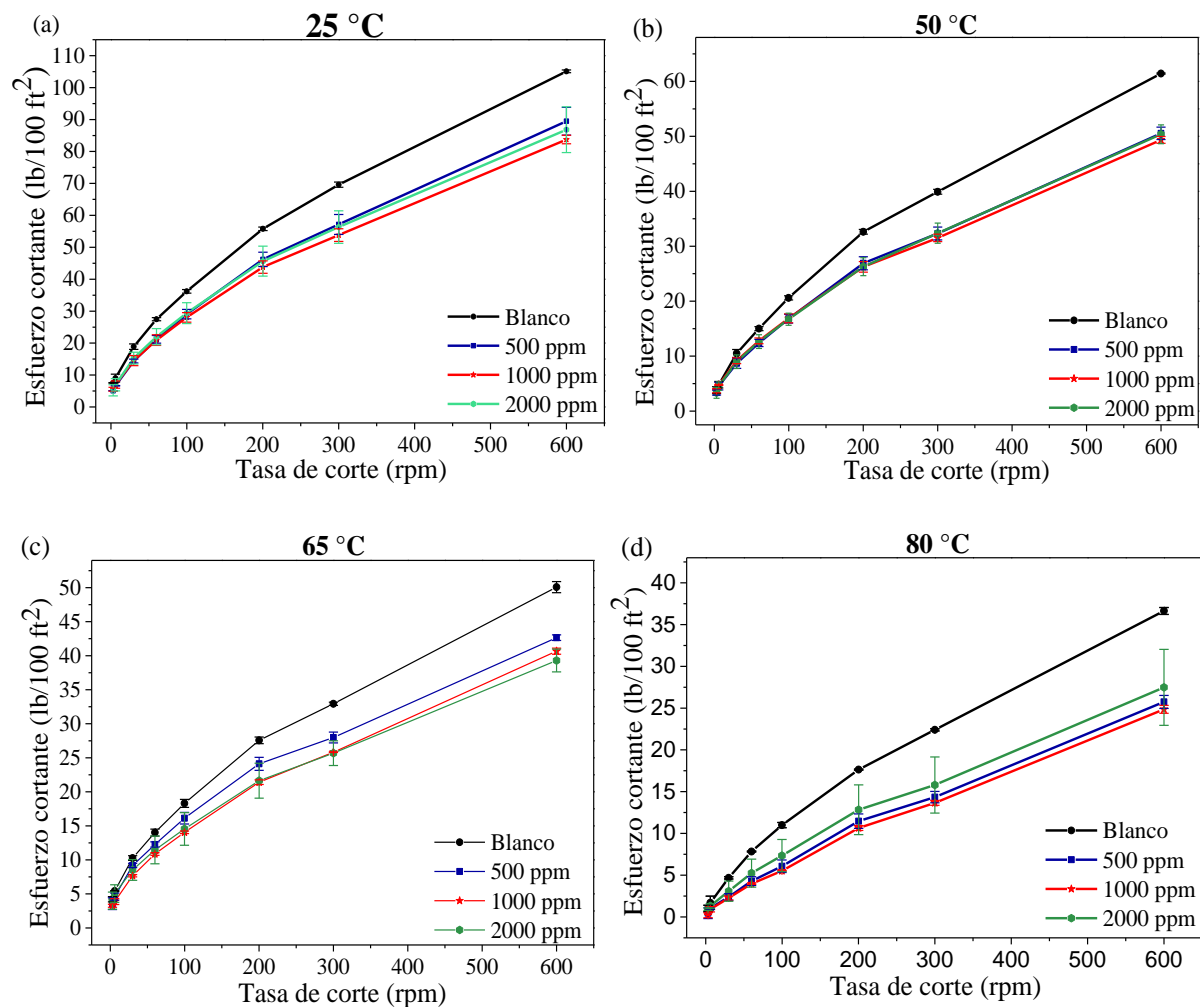 (a)
25 °C
110
100
90
80
70
60
50
40
30
20
10
0
Esfuerzo cortante (lb/100 ft²)
Blanco
500 ppm
1000 ppm
2000 ppm
0 100 200 300 400 500 600
Tasa de corte (rpm)
(b)
50 °C
60
50
40
30
20
10
0
Esfuerzo cortante (lb/100 ft²)
Blanco
500 ppm
1000 ppm
2000 ppm
0 100 200 300 400 500 600
Tasa de corte (rpm)
(c)
65 °C
50
45
40
35
30
25
20
15
10
5
0
Esfuerzo cortante (lb/100 ft²)
Blanco
500 ppm
1000 ppm
2000 ppm
0 100 200 300 400 500 600
Tasa de corte (rpm)
(d)
80 °C
40
35
30
25
20
15
10
5
0
Esfuerzo cortante (lb/100 ft²)
Blanco
500 ppm
1000 ppm
2000 ppm
0 100 200 300 400 500 600
Tasa de corte (rpm)